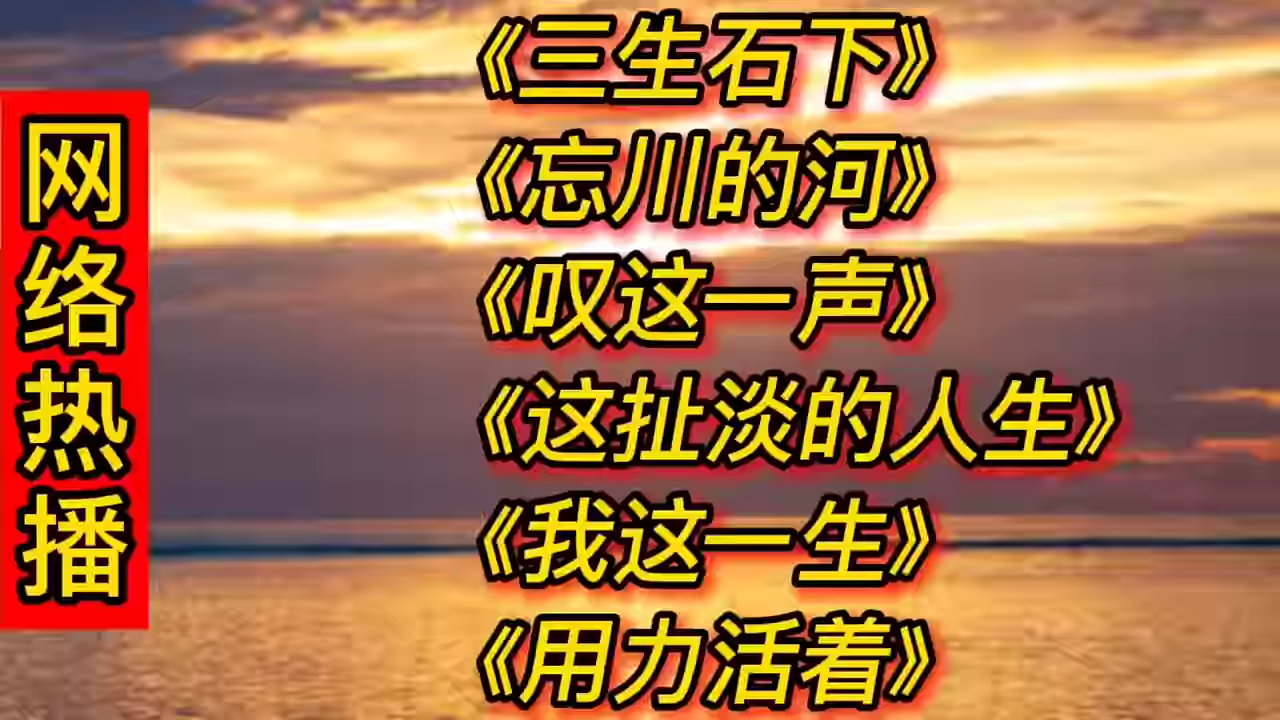 网络热播
《三生石下》
《忘川的河》
《叹这一声》
《这扯淡的人生》
《我这一生》
《用力活着》